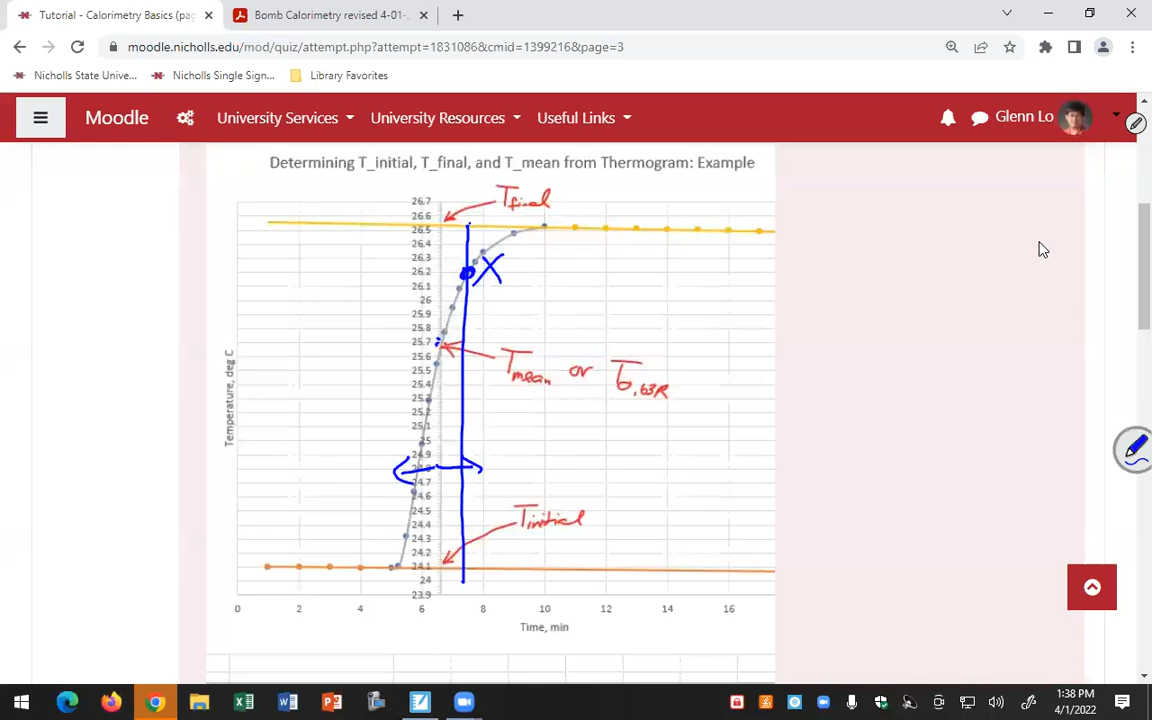 Tutorial - Calorimetry Basics (pa
Bomb Calorimetry revised 4-01-
moodle.nicholls.edu/mod/quiz/attempt.php?attempt=1831086&cmid=1399216&page=3
Nicholls State Unive...
Nicholls Single Sign...
Library Favorites
Moodle
University Services
University Resources
Useful Links
Glenn Lo
Determining T_initial, T_final, and T_mean from Thermogram: Example
26.7
26.6
26.5
26.4
26.3
26.2
26.1
26
25.9
25.8
25.7
25.6
25.5
25.4
25.3
25.2
25.1
25
24.9
24.7
24.6
24.5
24.4
24.3
24.2
24.1
24
23.9
Tfinal
X
Tmean or T0.63R
Tinitial
Temperature, deg C
0 2 4 6 8 10 12 14 16
Time, min
1:38 PM
4/1/2022